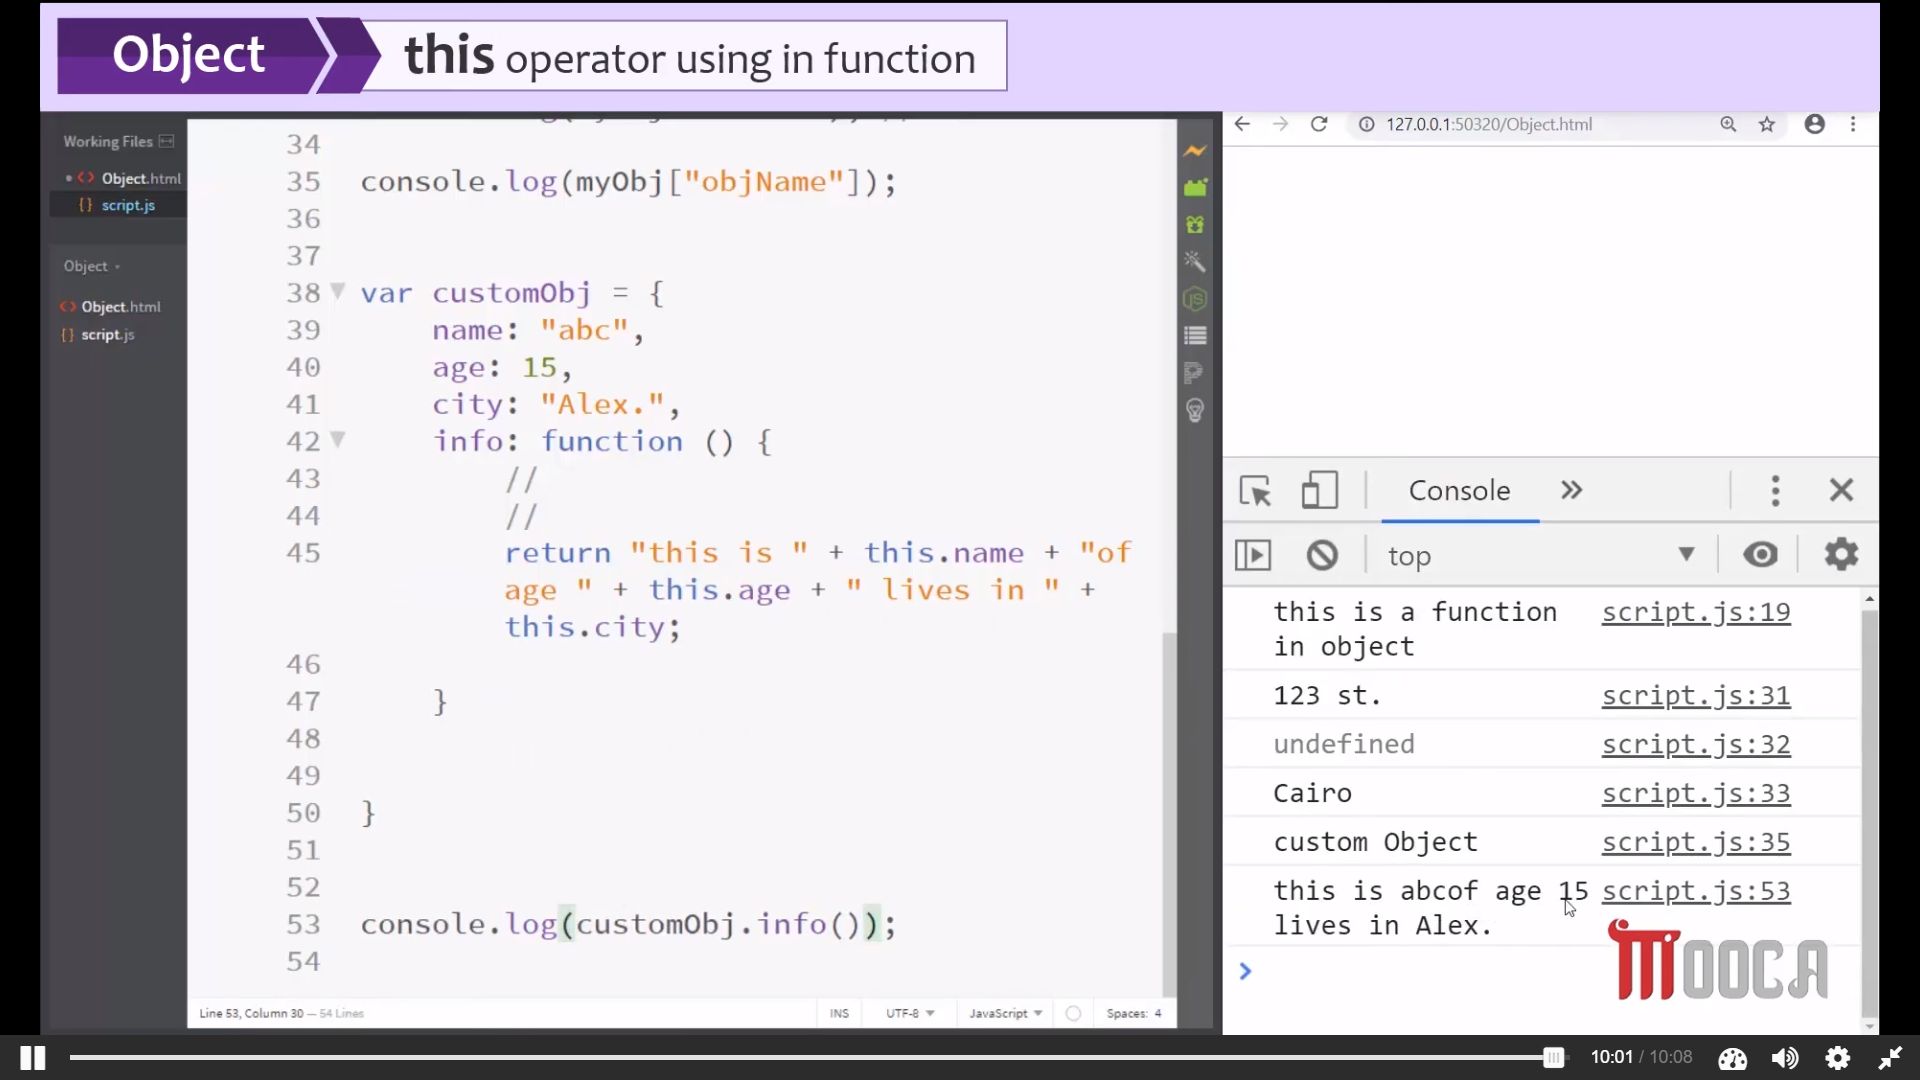 Object
this operator using in function
Working Files
Object.html
script.js
Object
Object.html
script.js
34
35 console.log(myObj["objName"]);
36
37
38 var customObj = {
39 name: "abc",
40 age: 15,
41 city: "Alex.",
42 info: function () {
43 //
44 //
45 return "this is " + this.name + "of
age " + this.age + " lives in " +
this.city;
46
47 }
48
49
50 }
51
52
53 console.log(customObj.info());
54
Line 53, Column 30 — 54 Lines
INS
UTF-8
JavaScript
Spaces: 4
127.0.0.1:50320/Object.html
Console
top
this is a function script.js:19
in object
123 st. script.js:31
undefined script.js:32
Cairo script.js:33
custom Object script.js:35
this is abcof age 15 script.js:53
lives in Alex.
MOOCA
10:01 / 10:08